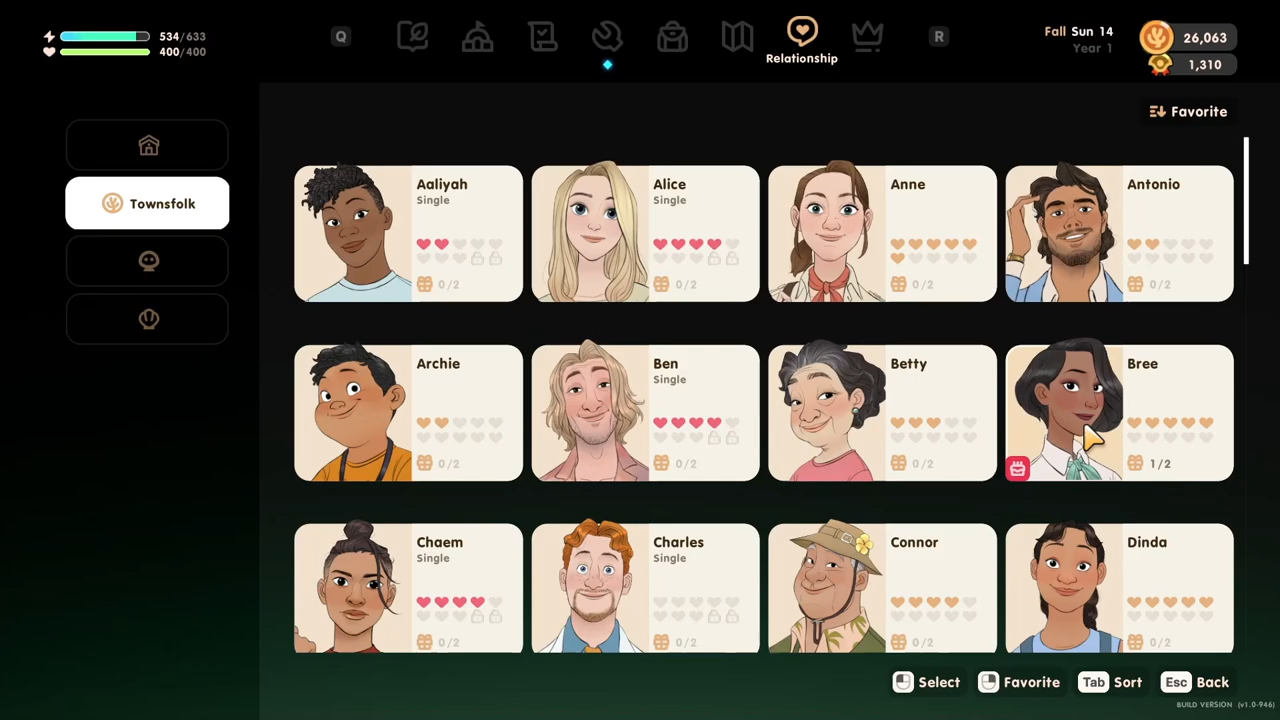 534/633
400/400
Q
Relationship
R
Fall Sun 14
Year 1
26,063
1,310
Favorite
Townsfolk
Aaliyah
Single
0/2
Alice
Single
0/2
Anne
0/2
Antonio
0/2
Archie
0/2
Ben
Single
0/2
Betty
0/2
Bree
1/2
Chaem
Single
0/2
Charles
Single
0/2
Connor
0/2
Dinda
0/2
Select
Favorite
Tab Sort
Esc Back
BUILD VERSION (v1.0-946)